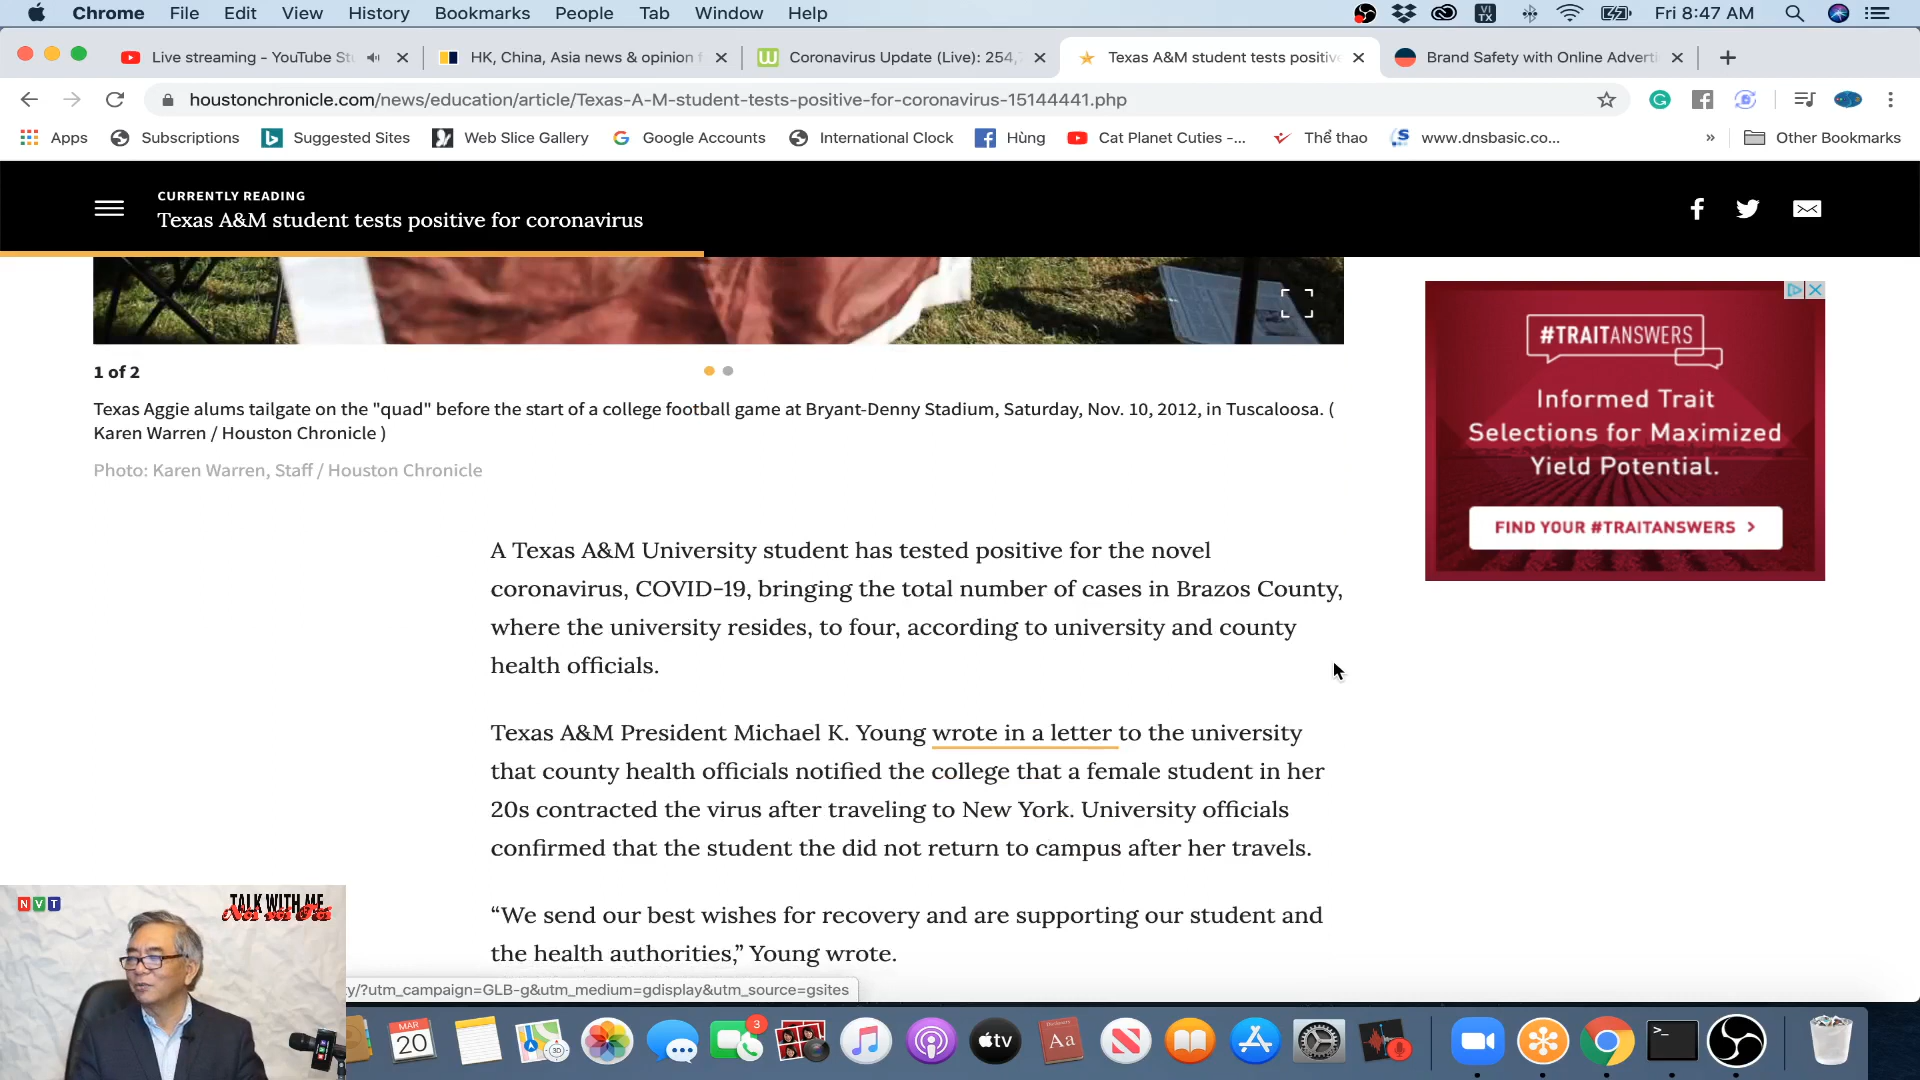 Chrome File Edit View History Bookmarks People Tab Window Help
VI TX
Fri 8:47 AM
Live streaming - YouTube St
HK, China, Asia news & opinion f
W
Coronavirus Update (Live): 254,7
Texas A&M student tests positive
Brand Safety with Online Adverti
houstonchronicle.com/news/education/article/Texas-A-M-student-tests-positive-for-coronavirus-15144441.php
Apps
Subscriptions
Suggested Sites
Web Slice Gallery
Google Accounts
International Clock
Hùng
Cat Planet Cuties -...
Thể thao
www.dnsbasic.co...
»
Other Bookmarks
CURRENTLY READING
Texas A&M student tests positive for coronavirus
1 of 2
Texas Aggie alums tailgate on the "quad" before the start of a college football game at Bryant-Denny Stadium, Saturday, Nov. 10, 2012, in Tuscaloosa. (
Karen Warren / Houston Chronicle )
Photo: Karen Warren, Staff / Houston Chronicle
#TRAITANSWERS
Informed Trait
Selections for Maximized
Yield Potential.
FIND YOUR #TRAITANSWERS >
A Texas A&M University student has tested positive for the novel
coronavirus, COVID-19, bringing the total number of cases in Brazos County,
where the university resides, to four, according to university and county
health officials.
Texas A&M President Michael K. Young wrote in a letter to the university
that county health officials notified the college that a female student in her
20s contracted the virus after traveling to New York. University officials
confirmed that the student the did not return to campus after her travels.
“We send our best wishes for recovery and are supporting our student and
the health authorities,” Young wrote.
NVT
TALK WITH ME
y/?utm_campaign=GLB-g&utm_medium=gdisplay&utm_source=gsites
MAR
20
3D
3
tv
Aa
>_